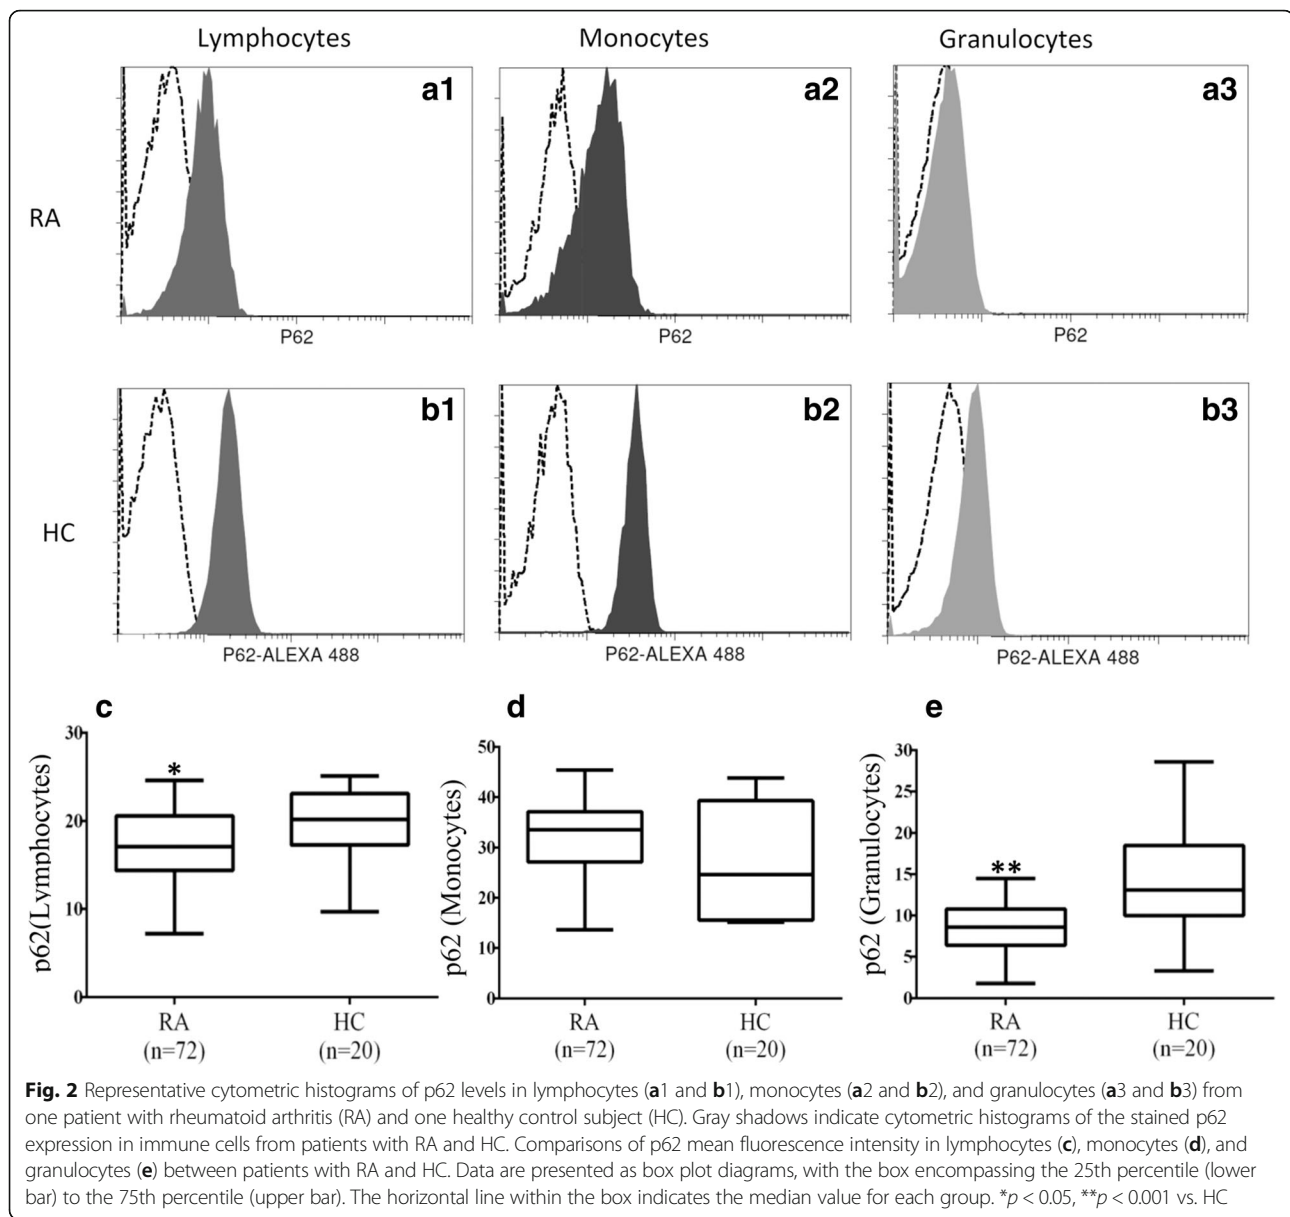 Lymphocytes Monocytes Granulocytes
a1 a2 a3
RA
P62 P62 P62
b1 b2 b3
HC
P62-ALEXA 488 P62-ALEXA 488 P62-ALEXA 488
c
p62(Lymphocytes)
30
20
10
0
*
RA HC
(n=72) (n=20)
d
p62 (Monocytes)
50
40
30
20
10
0
RA HC
(n=72) (n=20)
e
p62 (Granulocytes)
30
25
20
15
10
5
0
**
RA HC
(n=72) (n=20)
Fig. 2 Representative cytometric histograms of p62 levels in lymphocytes (a1 and b1), monocytes (a2 and b2), and granulocytes (a3 and b3) from
one patient with rheumatoid arthritis (RA) and one healthy control subject (HC). Gray shadows indicate cytometric histograms of the stained p62
expression in immune cells from patients with RA and HC. Comparisons of p62 mean fluorescence intensity in lymphocytes (c), monocytes (d), and
granulocytes (e) between patients with RA and HC. Data are presented as box plot diagrams, with the box encompassing the 25th percentile (lower
bar) to the 75th percentile (upper bar). The horizontal line within the box indicates the median value for each group. *p < 0.05, **p < 0.001 vs. HC